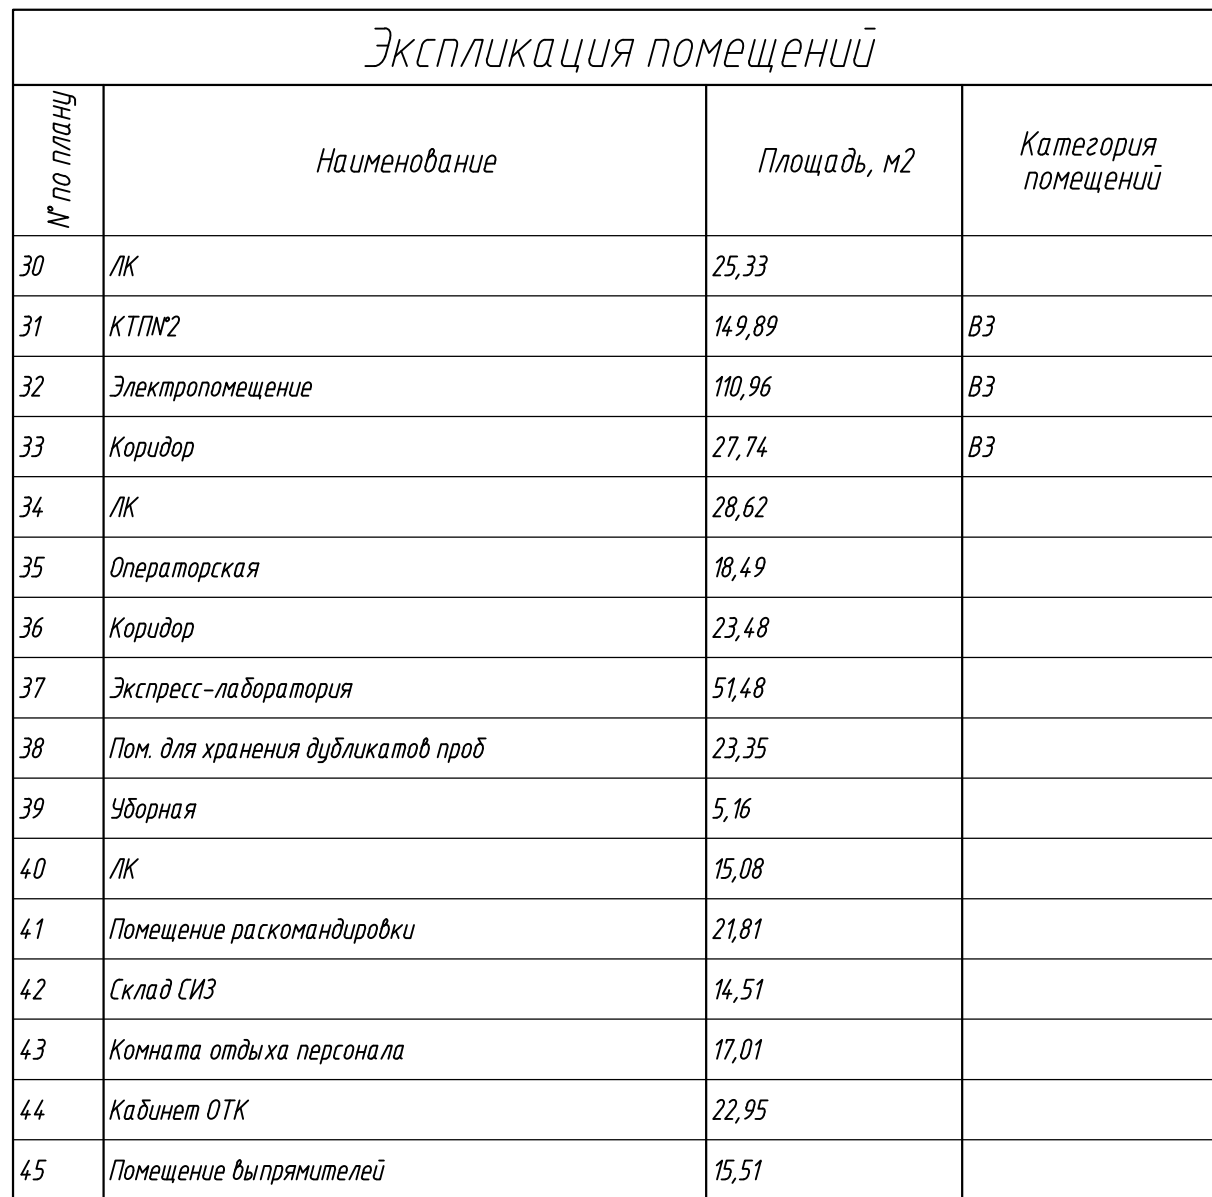 Экспликация помещений
N° по плану
Наименование
Площадь, м2
Категория
помещений
30 ЛК 25,33
31 КТПN°2 149,89 В3
32 Электропомещение 110,96 В3
33 Коридор 27,74 В3
34 ЛК 28,62
35 Операторская 18,49
36 Коридор 23,48
37 Экспресс-лаборатория 51,48
38 Пом. для хранения дубликатов проб 23,35
39 Уборная 5,16
40 ЛК 15,08
41 Помещение раскомандировки 21,81
42 Склад СИЗ 14,51
43 Комната отдыха персонала 17,01
44 Кабинет ОТК 22,95
45 Помещение выпрямителей 15,51